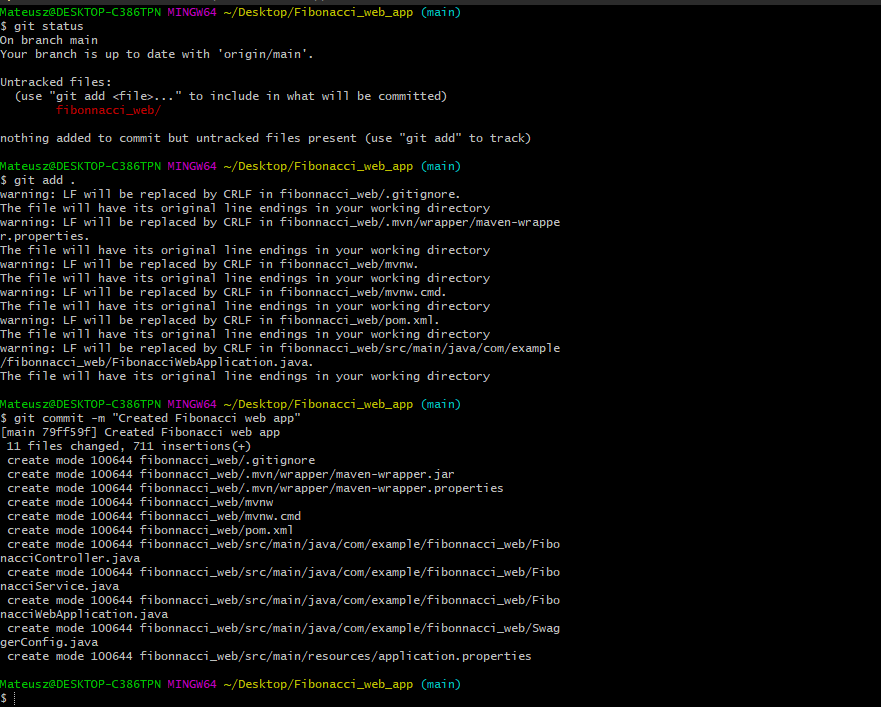 Mateusz@DESKTOP-C386TPN MINGW64 ~/Desktop/Fibonacci_web_app (main)
$ git status
On branch main
Your branch is up to date with 'origin/main'.
Untracked files:
(use "git add <file>..." to include in what will be committed)
fibonnacci_web/
nothing added to commit but untracked files present (use "git add" to track)
Mateusz@DESKTOP-C386TPN MINGW64 ~/Desktop/Fibonacci_web_app (main)
$ git add .
warning: LF will be replaced by CRLF in fibonnacci_web/.gitignore.
The file will have its original line endings in your working directory
warning: LF will be replaced by CRLF in fibonnacci_web/.mvn/wrapper/maven-wrappe
r.properties.
The file will have its original line endings in your working directory
warning: LF will be replaced by CRLF in fibonnacci_web/mvnw.
The file will have its original line endings in your working directory
warning: LF will be replaced by CRLF in fibonnacci_web/mvnw.cmd.
The file will have its original line endings in your working directory
warning: LF will be replaced by CRLF in fibonnacci_web/pom.xml.
The file will have its original line endings in your working directory
warning: LF will be replaced by CRLF in fibonnacci_web/src/main/java/com/example
/fibonnacci_web/FibonacciWebApplication.java.
The file will have its original line endings in your working directory
Mateusz@DESKTOP-C386TPN MINGW64 ~/Desktop/Fibonacci_web_app (main)
$ git commit -m "Created Fibonacci web app"
[main 79ff59f] Created Fibonacci web app
11 files changed, 711 insertions(+)
create mode 100644 fibonnacci_web/.gitignore
create mode 100644 fibonnacci_web/.mvn/wrapper/maven-wrapper.jar
create mode 100644 fibonnacci_web/.mvn/wrapper/maven-wrapper.properties
create mode 100644 fibonnacci_web/mvnw
create mode 100644 fibonnacci_web/mvnw.cmd
create mode 100644 fibonnacci_web/pom.xml
create mode 100644 fibonnacci_web/src/main/java/com/example/fibonnacci_web/Fibo
nacciController.java
create mode 100644 fibonnacci_web/src/main/java/com/example/fibonnacci_web/Fibo
nacciService.java
create mode 100644 fibonnacci_web/src/main/java/com/example/fibonnacci_web/Fibo
nacciWebApplication.java
create mode 100644 fibonnacci_web/src/main/java/com/example/fibonnacci_web/Swag
gerConfig.java
create mode 100644 fibonnacci_web/src/main/resources/application.properties
Mateusz@DESKTOP-C386TPN MINGW64 ~/Desktop/Fibonacci_web_app (main)
$